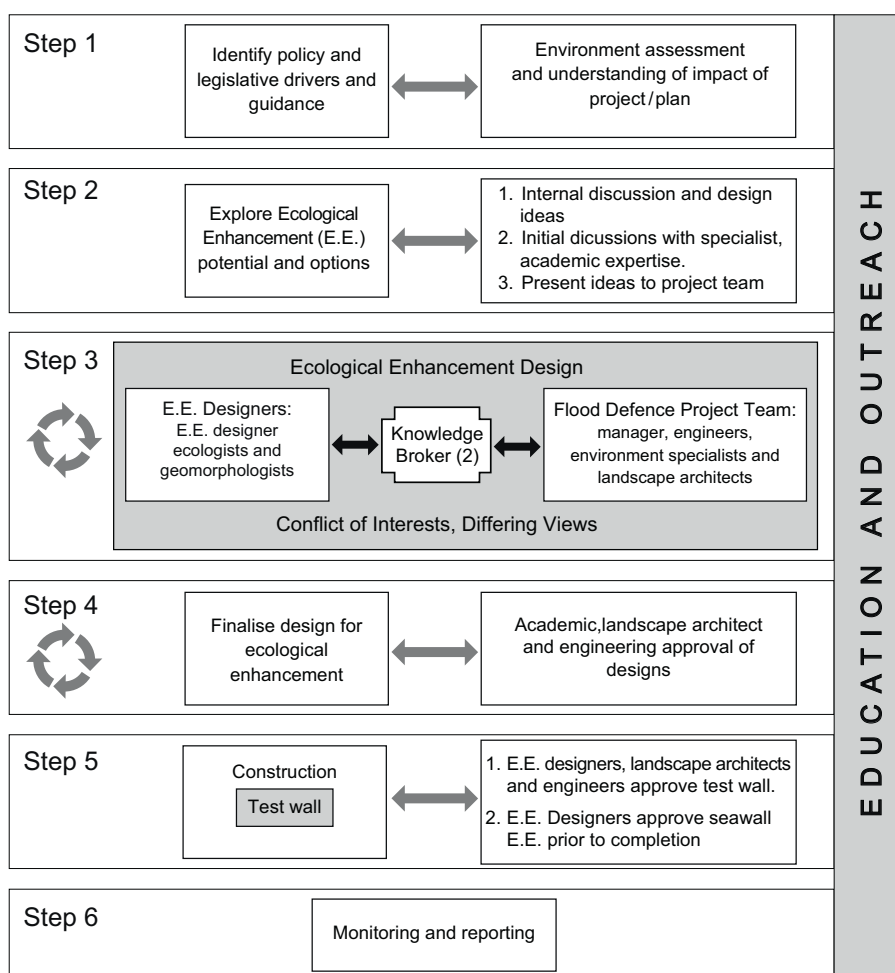 Step 1
Identify policy and
legislative drivers and
guidance
Environment assessment
and understanding of impact of
project/plan
Step 2
Explore Ecological
Enhancement (E.E.)
potential and options
1. Internal discussion and design
ideas
2. Initial dicussions with specialist,
academic expertise.
3. Present ideas to project team
Step 3
Ecological Enhancement Design
E.E. Designers:
E.E. designer
ecologists and
geomorphologists
Knowledge
Broker (2)
Flood Defence Project Team:
manager, engineers,
environment specialists and
landscape architects
Conflict of Interests, Differing Views
Step 4
Finalise design for
ecological
enhancement
Academic,landscape architect
and engineering approval of
designs
Step 5
Construction
Test wall
1. E.E. designers, landscape architects
and engineers approve test wall.
2. E.E. Designers approve seawall
E.E. prior to completion
Step 6
Monitoring and reporting
EDUCATION AND OUTREACH